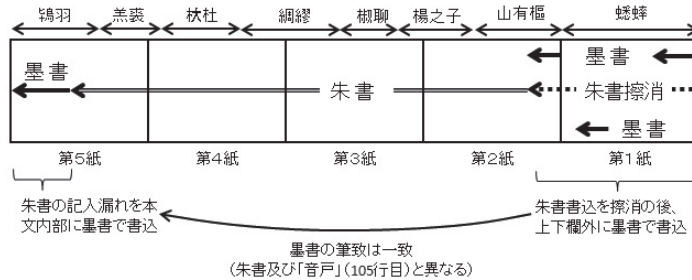 鴇羽 羔裘 杕杜 綢繆 椒聊 楊之子 山有樞 蟋蟀
墨書 墨書
朱書 朱書擦消
墨書
第5紙 第4紙 第3紙 第2紙 第1紙
朱書の記入漏れを本 朱書書込を擦消の後、
文内部に墨書で書込 上下欄外に墨書で書込
墨書の筆致は一致
(朱書及び「音戸」(105行目)と異なる)